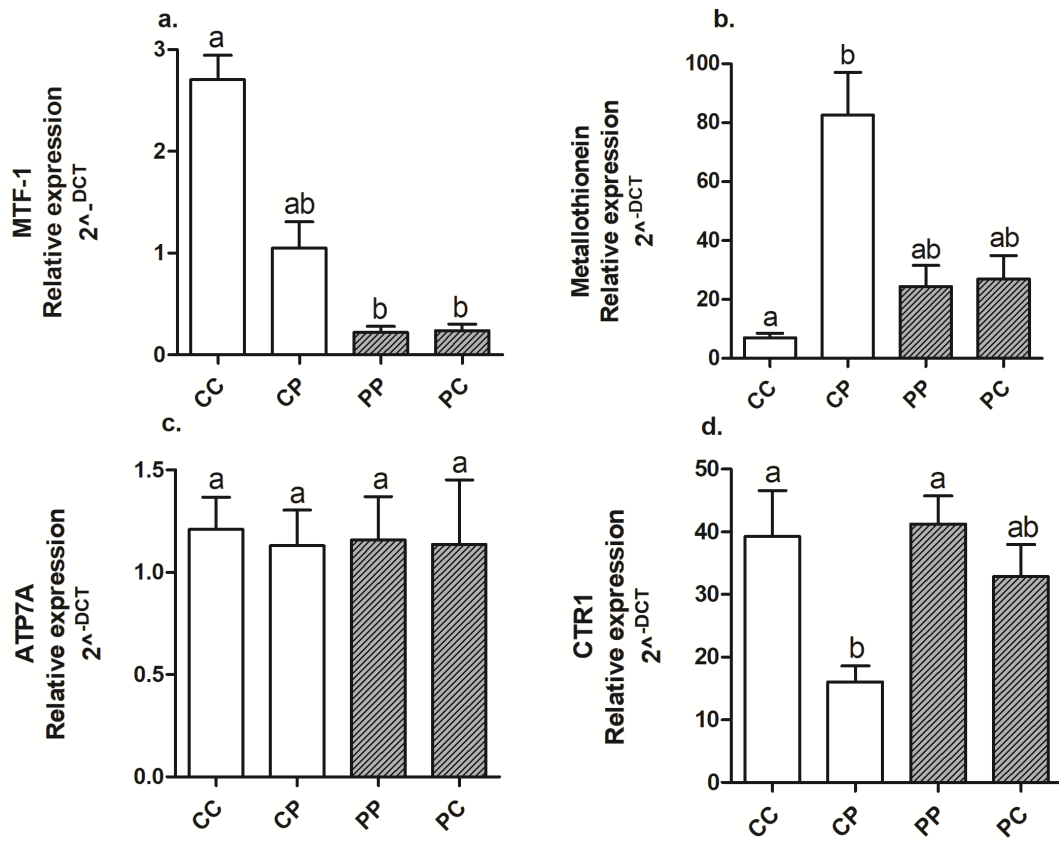 a.
MTF-1
Relative expression
2^-DCT
3
2
1
0
a
ab
b
b
CC
CP
PP
PC
b.
Metallothionein
Relative expression
2^-DCT
100
80
60
40
20
0
a
b
ab
ab
CC
CP
PP
PC
c.
ATP7A
Relative expression
2^-DCT
1.5
1.0
0.5
0.0
a
a
a
a
CC
CP
PP
PC
d.
CTR1
Relative expression
2^-DCT
50
40
30
20
10
0
a
b
a
ab
CC
CP
PP
PC